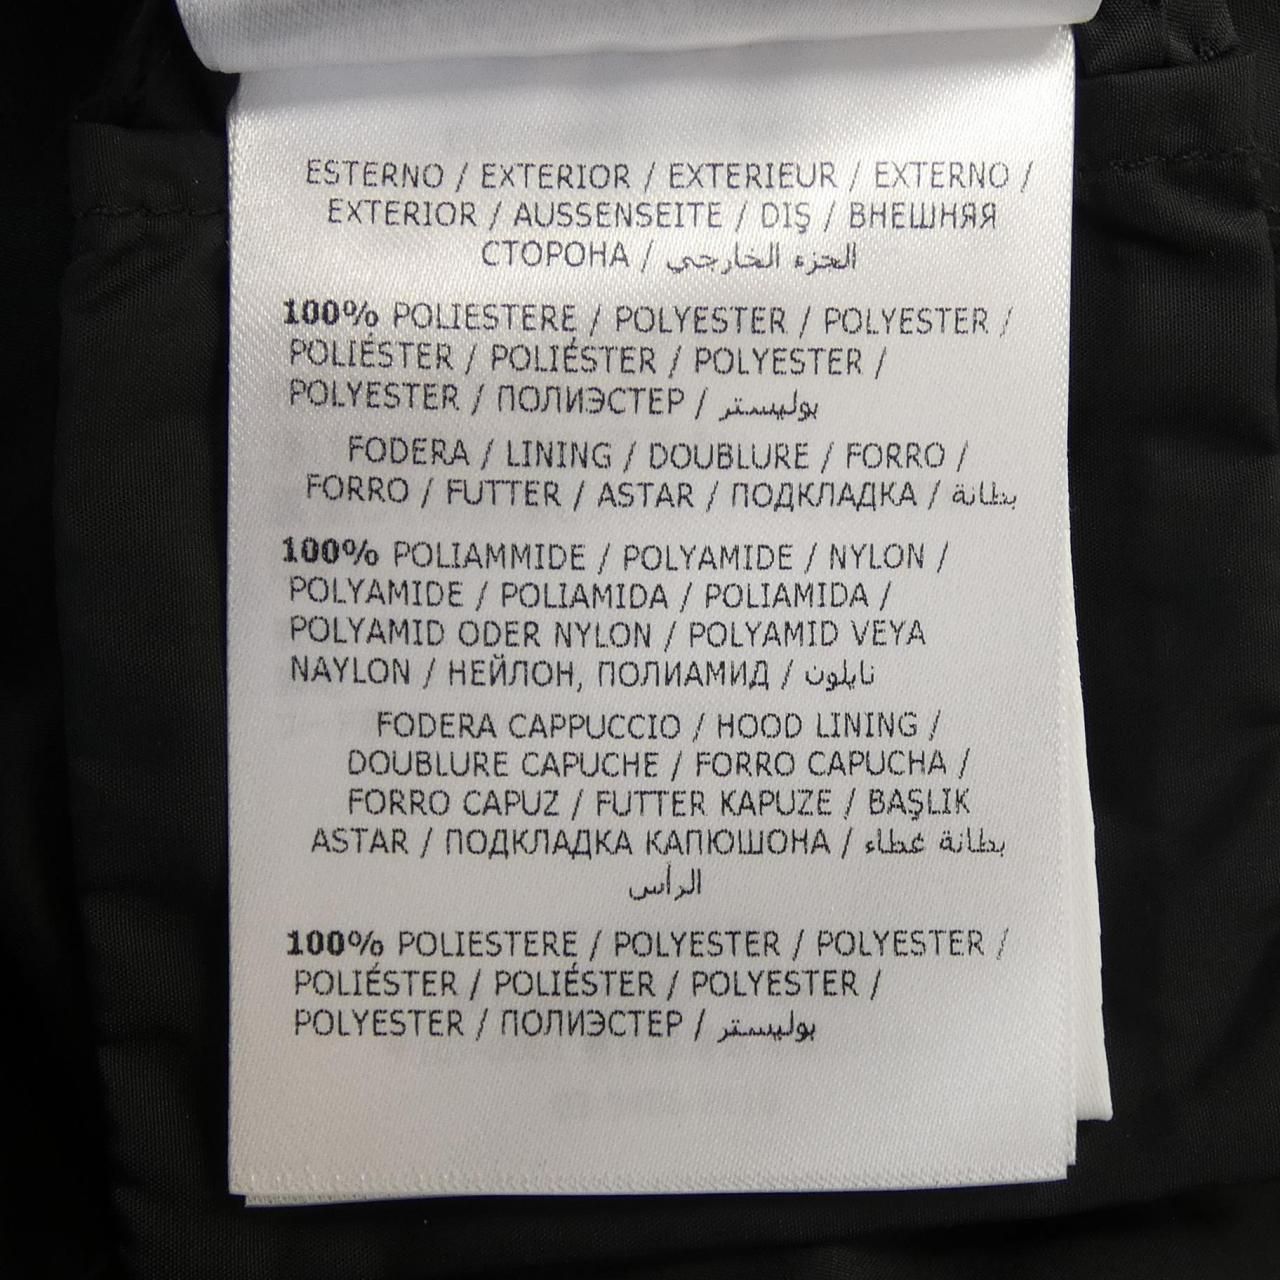 ESTERNO / EXTERIOR / EXTERIEUR / EXTERNO /
EXTERIOR / AUSSENSEITE / DIŞ / ВНЕШНЯЯ
СТОРОНА / الجزء الخارجي
100% POLIESTERE / POLYESTER / POLYESTER /
POLIÉSTER / POLIÉSTER / POLYESTER /
POLYESTER / ПОЛИЭСТЕР / بوليستر
FODERA / LINING / DOUBLURE / FORRO /
FORRO / FUTTER / ASTAR / ПОДКЛАДКА / بطانة
100% POLIAMMIDE / POLYAMIDE / NYLON /
POLYAMIDE / POLIAMIDA / POLIAMIDA /
POLYAMID ODER NYLON / POLYAMID VEYA
NAYLON / НЕЙЛОН, ПОЛИАМИД / نايلون
FODERA CAPPUCCIO / HOOD LINING /
DOUBLURE CAPUCHE / FORRO CAPUCHA /
FORRO CAPUZ / FUTTER KAPUZE / BAŞLIK
ASTAR / ПОДКЛАДКА КАПЮШОНА / بطانة غطاء
الرأس
100% POLIESTERE / POLYESTER / POLYESTER /
POLIÉSTER / POLIÉSTER / POLYESTER /
POLYESTER / ПОЛИЭСТЕР / بوليستر